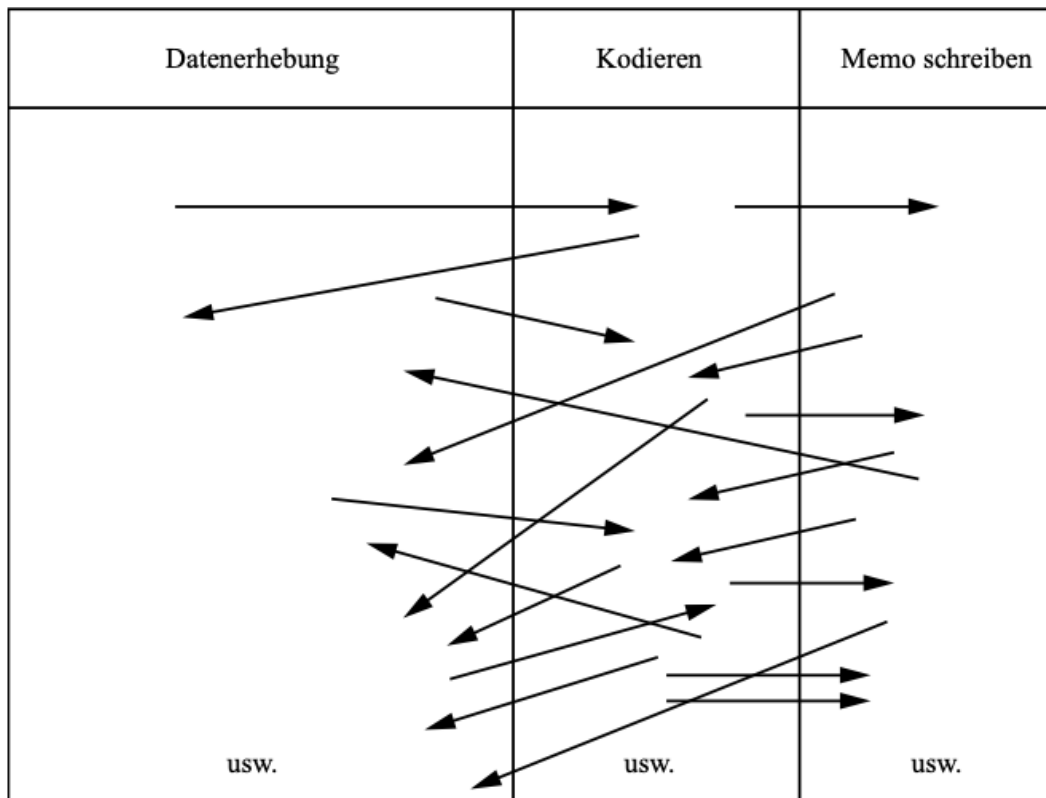 Datenerhebung
Kodieren
Memo schreiben
usw.
usw.
usw.